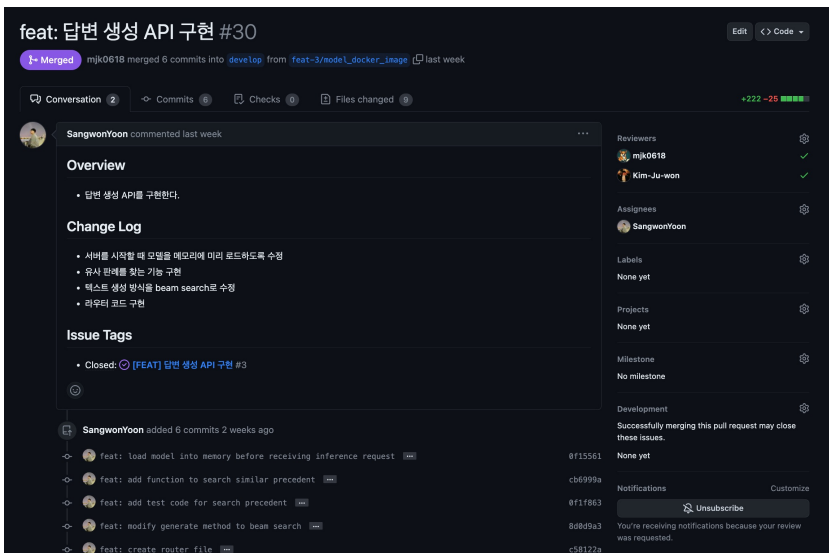 feat: 답변 생성 API 구현 #30
Edit
<> Code
Merged mjk0618 merged 6 commits into develop from feat-3/model_docker_image last week
Conversation 2
Commits 6
Checks 0
Files changed 9
+222 −25
SangwonYoon commented last week
Overview
• 답변 생성 API를 구현한다.
Change Log
• 서버를 시작할 때 모델을 메모리에 미리 로드하도록 수정
• 유사 판례를 찾는 기능 구현
• 텍스트 생성 방식을 beam search로 수정
• 라우터 코드 구현
Issue Tags
• Closed: [FEAT] 답변 생성 API 구현 #3
SangwonYoon added 6 commits 2 weeks ago
feat: load model into memory before receiving inference request ... 0f15561
feat: add function to search similar precedent ... cb6999a
feat: add test code for search precedent ... 0f1f863
feat: modify generate method to beam search ... 8d0d9a3
feat: create router file ... c58122a
Reviewers
mjk0618
Kim-Ju-won
Assignees
SangwonYoon
Labels
None yet
Projects
None yet
Milestone
No milestone
Development
Successfully merging this pull request may close
these issues.
None yet
Notifications
Customize
Unsubscribe
You're receiving notifications because your review
was requested.